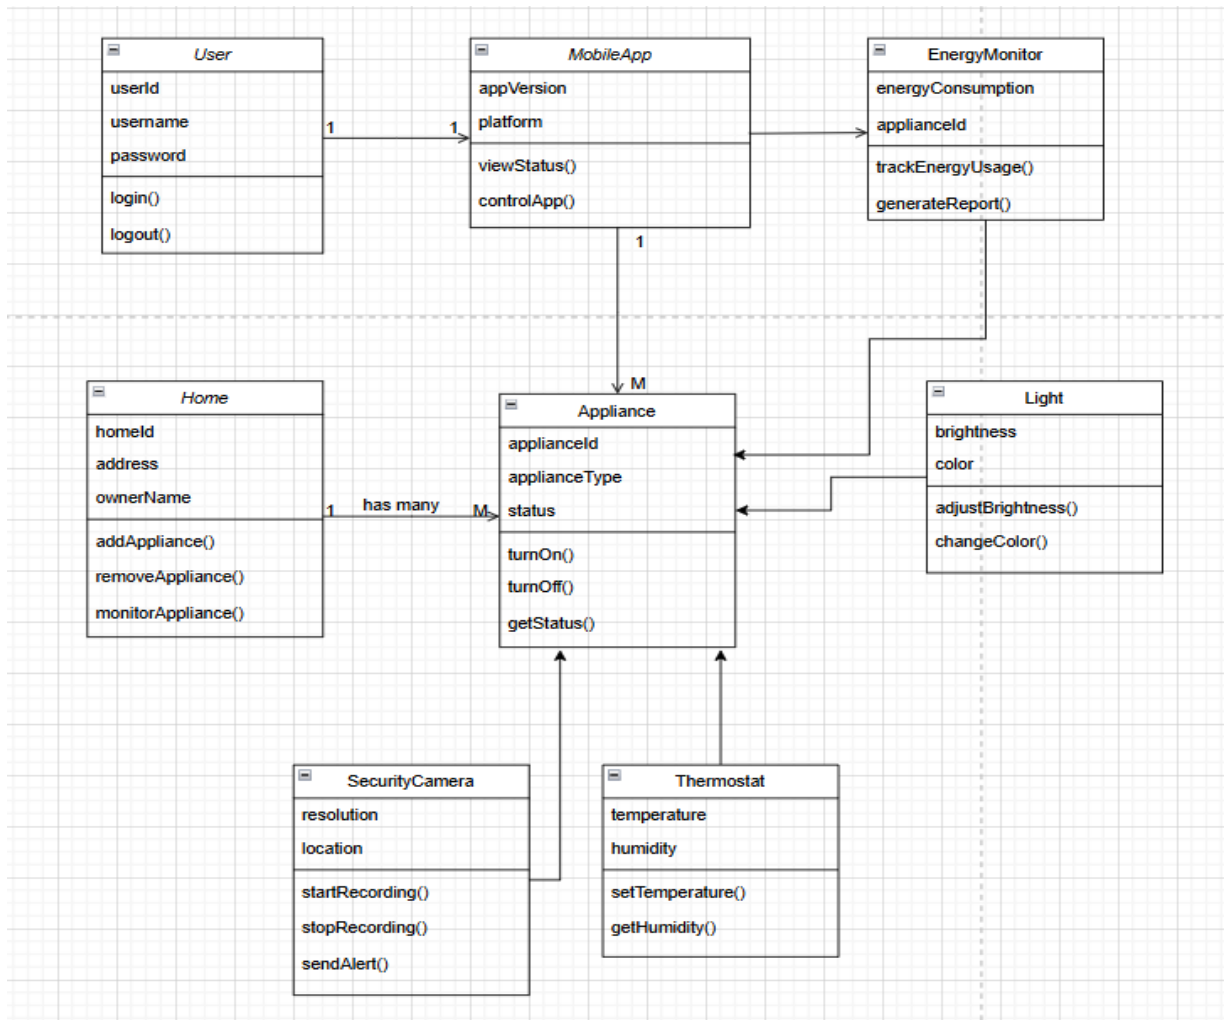 User
userId
username
password
login()
logout()
1
1
MobileApp
appVersion
platform
viewStatus()
controlApp()
EnergyMonitor
energyConsumption
applianceId
trackEnergyUsage()
generateReport()
1
M
Home
homeId
address
ownerName
addAppliance()
removeAppliance()
monitorAppliance()
1
has many
M
Appliance
applianceId
applianceType
status
turnOn()
turnOff()
getStatus()
Light
brightness
color
adjustBrightness()
changeColor()
SecurityCamera
resolution
location
startRecording()
stopRecording()
sendAlert()
Thermostat
temperature
humidity
setTemperature()
getHumidity()